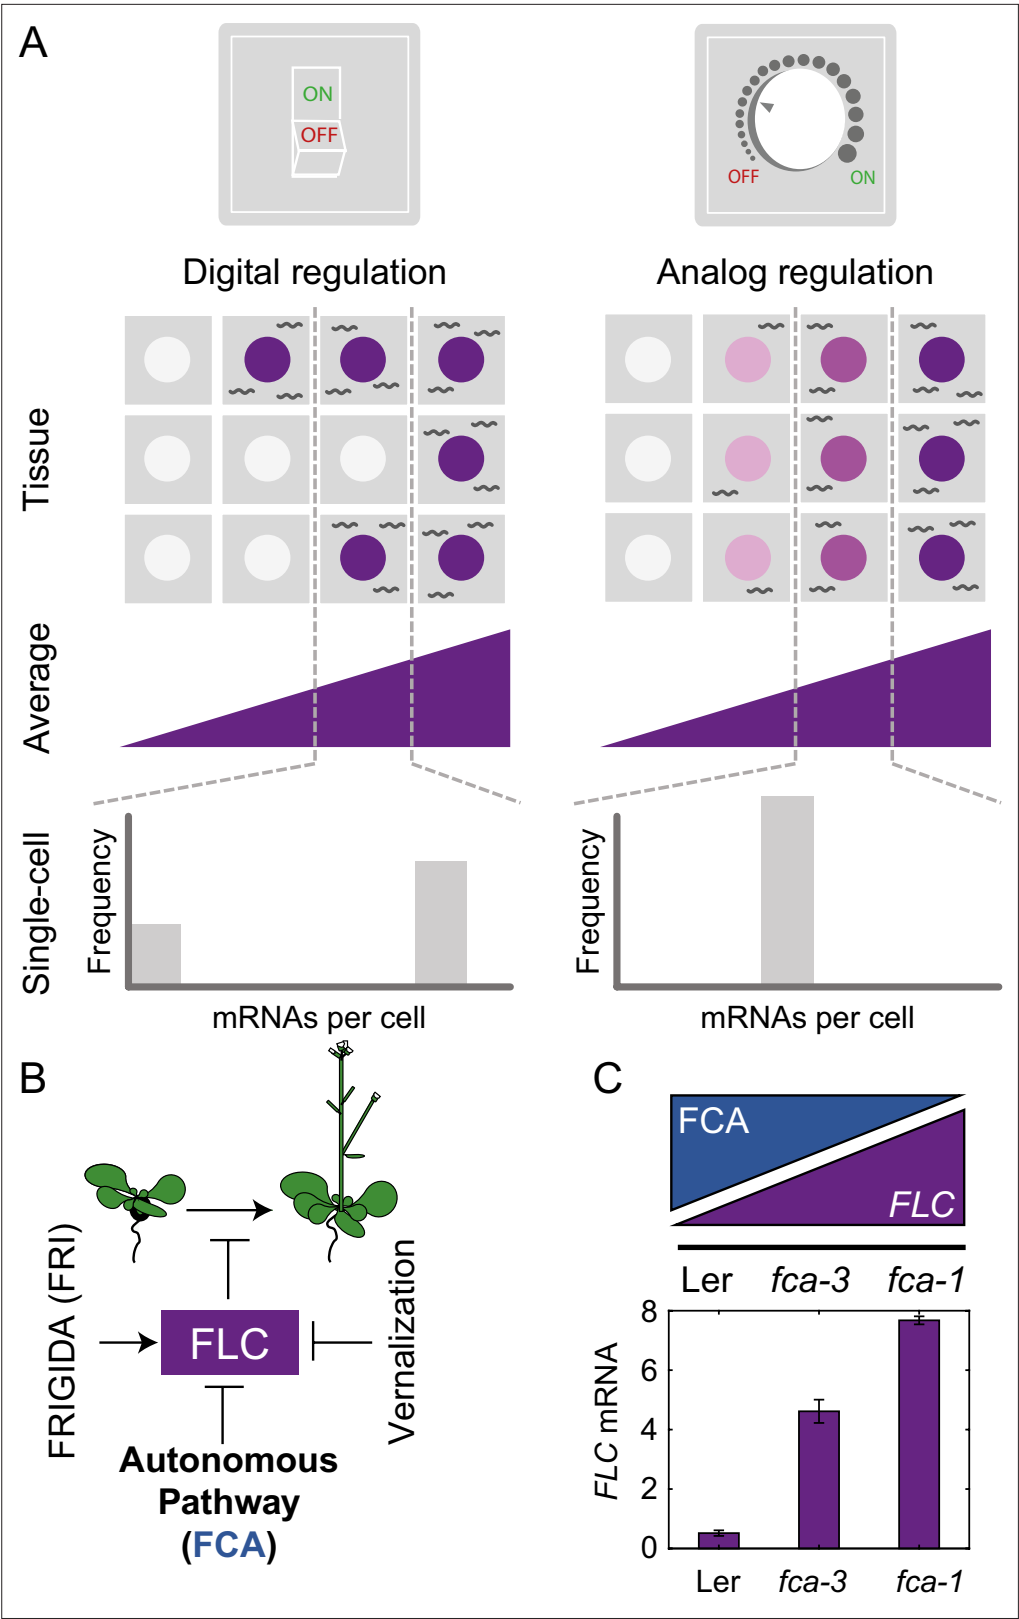 A
ON
OFF
OFF
ON
Digital regulation
Analog regulation
Tissue
Average
Single-cell
Frequency
mRNAs per cell
Frequency
mRNAs per cell
B
FRIGIDA (FRI)
FLC
Vernalization
Autonomous
Pathway
(FCA)
C
FCA
FLC
Ler fca-3 fca-1
FLC mRNA
8
6
4
2
0
Ler fca-3 fca-1